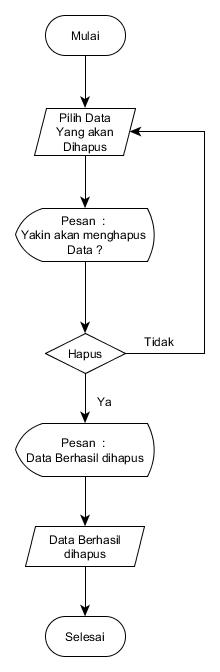 Mulai
Pilih Data
Yang akan
Dihapus
Pesan :
Yakin akan menghapus
Data ?
Hapus
Tidak
Ya
Pesan :
Data Berhasil dihapus
Data Berhasil
dihapus
Selesai